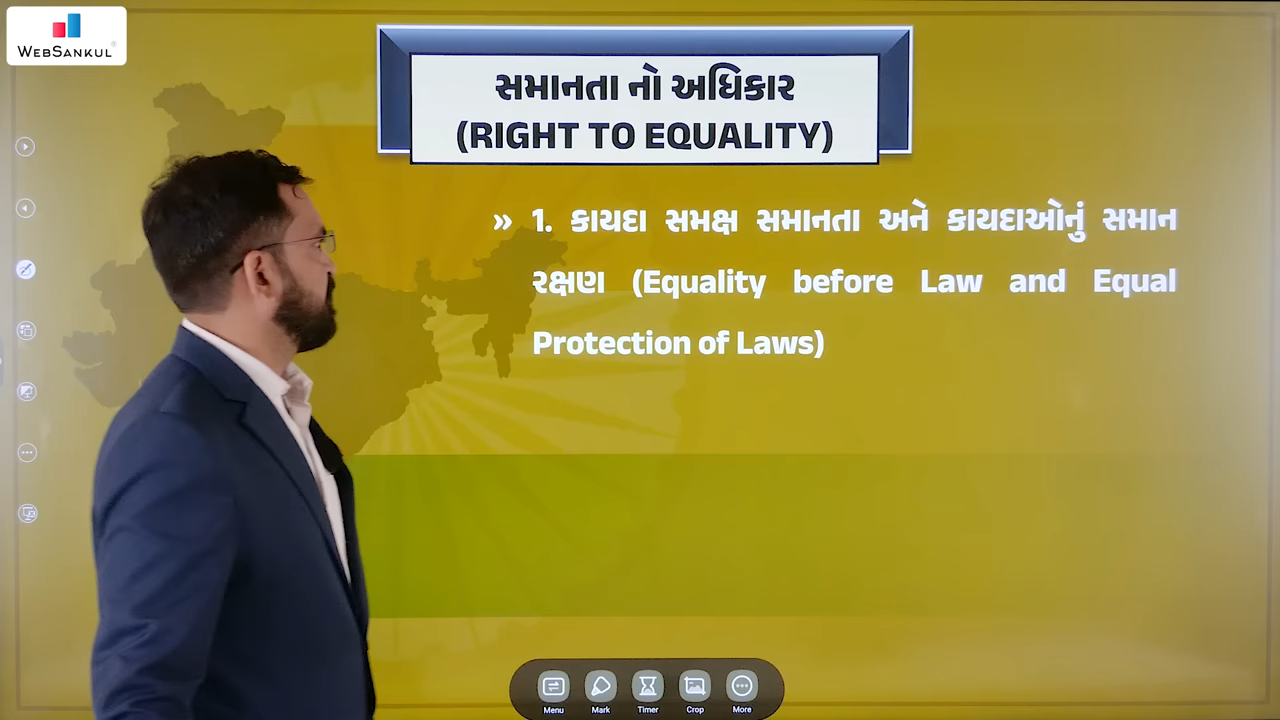 WEBSANKUL
સમાનતા નો અધિકાર
(RIGHT TO EQUALITY)
» 1. કાયદા સમક્ષ સમાનતા અને કાયદાઓનું સમાન
રક્ષણ (Equality before Law and Equal
Protection of Laws)
Menu Mark Timer Crop More